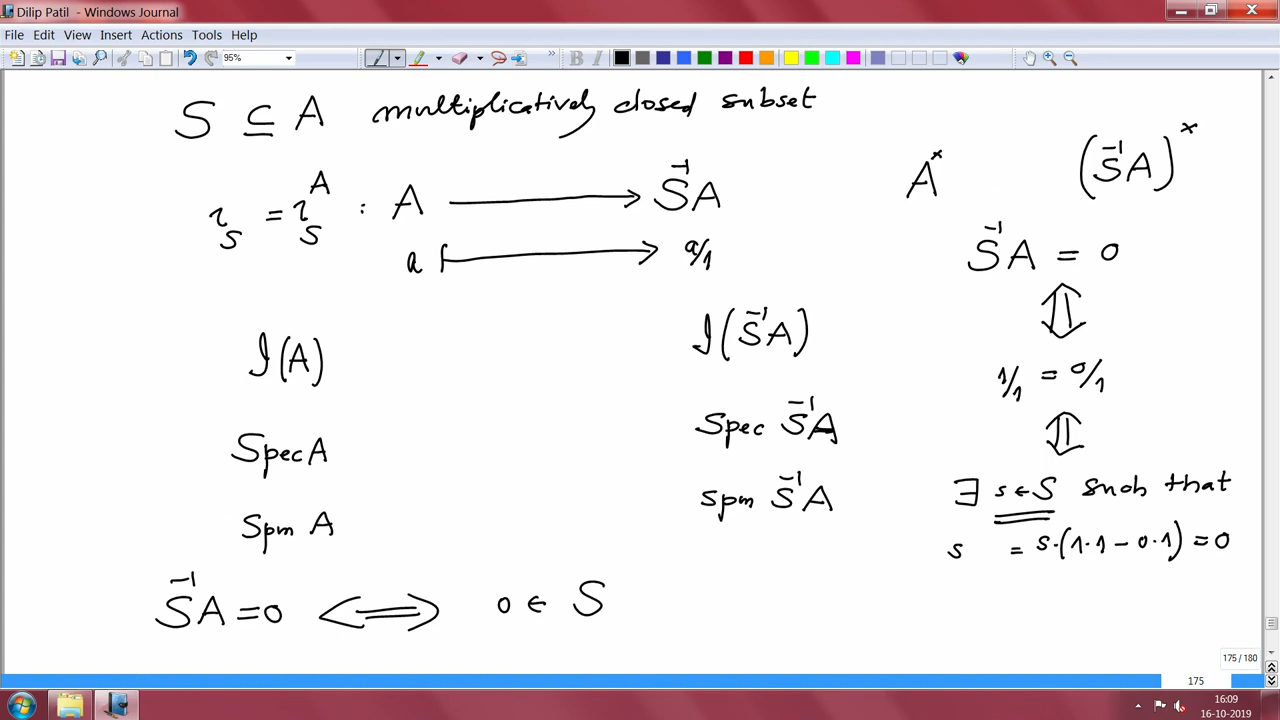 Dilip Patil - Windows Journal
File Edit View Insert Actions Tools Help
95%
S ⊆ A multiplicatively closed subset
ι_S = ι_S^A : A ⟶ S⁻¹A
a ⟼ a/1
A^× (S⁻¹A)^×
S⁻¹A = 0
⇕
I(A) I(S⁻¹A)
1/1 = 0/1
⇕
Spec A Spec S⁻¹A
Spm A Spm S⁻¹A
∃ s ∈ S such that
s = s·(1·1 − 0·1) = 0
S⁻¹A = 0 ⟺ 0 ∈ S
175 / 180
175
16:09
16-10-2019